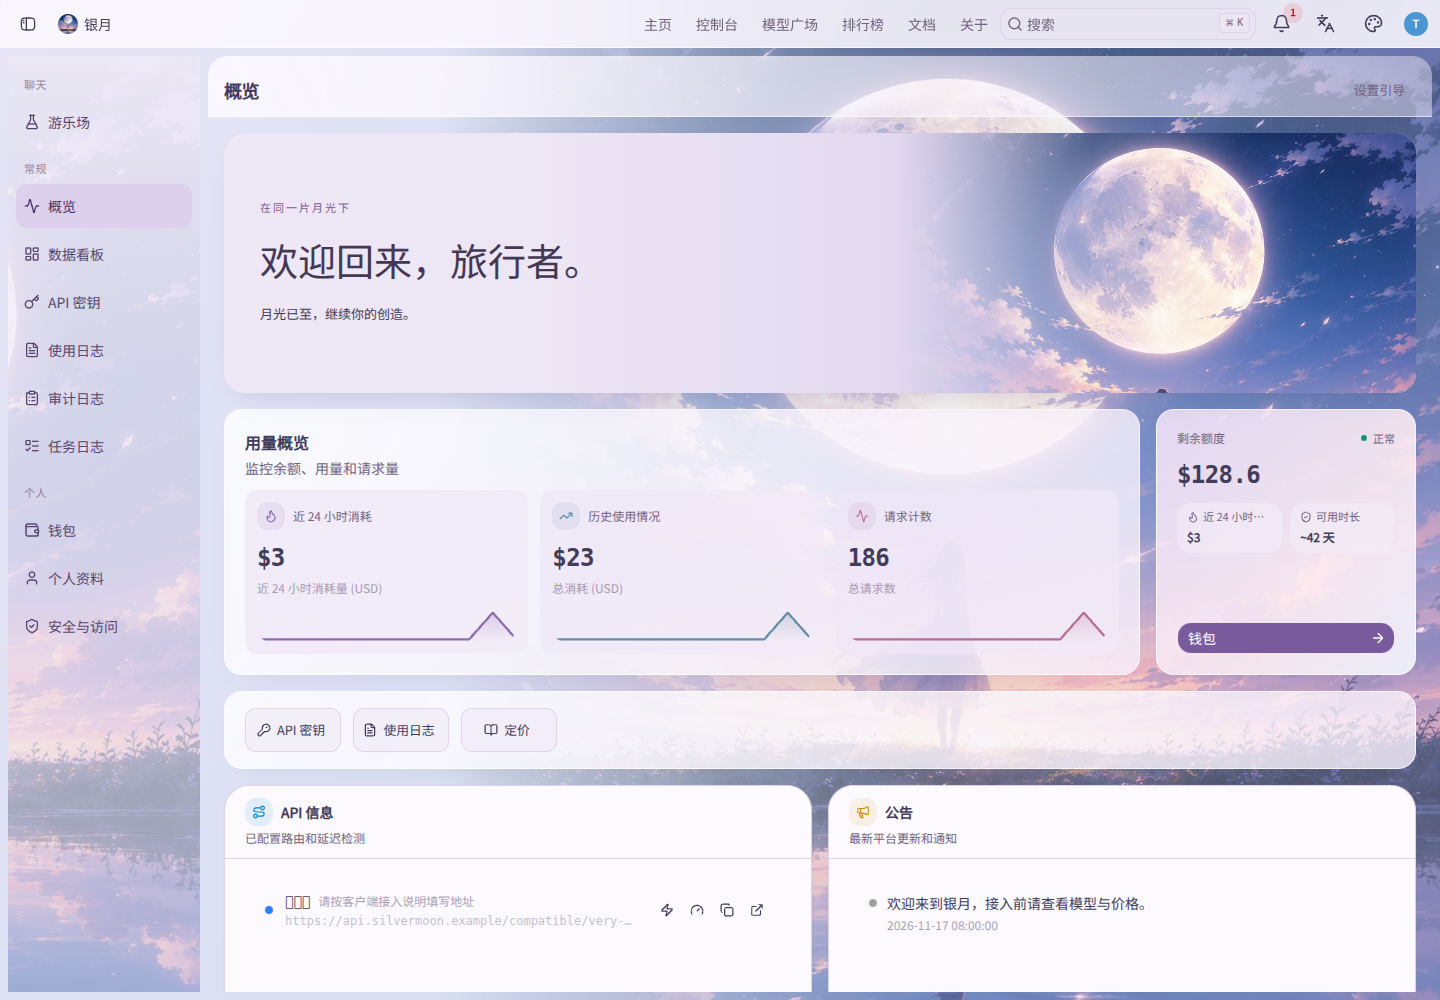 银月
主页
控制台
模型广场
排行榜
文档
关于
搜索
⌘ K
1
T
聊天
游乐场
常规
概览
数据看板
API 密钥
使用日志
审计日志
任务日志
个人
钱包
个人资料
安全与访问
概览
设置引导
在同一片月光下
欢迎回来，旅行者。
月光已至，继续你的创造。
用量概览
监控余额、用量和请求量
近 24 小时消耗
$3
近 24 小时消耗量 (USD)
历史使用情况
$23
总消耗 (USD)
请求计数
186
总请求数
剩余额度
正常
$128.6
近 24 小时…
$3
可用时长
~42 天
钱包
API 密钥
使用日志
定价
API 信息
已配置路由和延迟检测
请按客户端接入说明填写地址
https://api.silvermoon.example/compatible/very-…
公告
最新平台更新和通知
欢迎来到银月，接入前请查看模型与价格。
2026-11-17 08:00:00